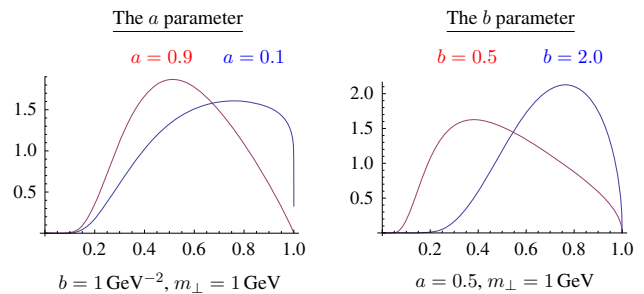 The a parameter
a = 0.9 a = 0.1
1.5
1.0
0.5
0.2 0.4 0.6 0.8 1.0
b = 1 GeV⁻², m⊥ = 1 GeV
The b parameter
b = 0.5 b = 2.0
2.0
1.5
1.0
0.5
0.2 0.4 0.6 0.8 1.0
a = 0.5, m⊥ = 1 GeV